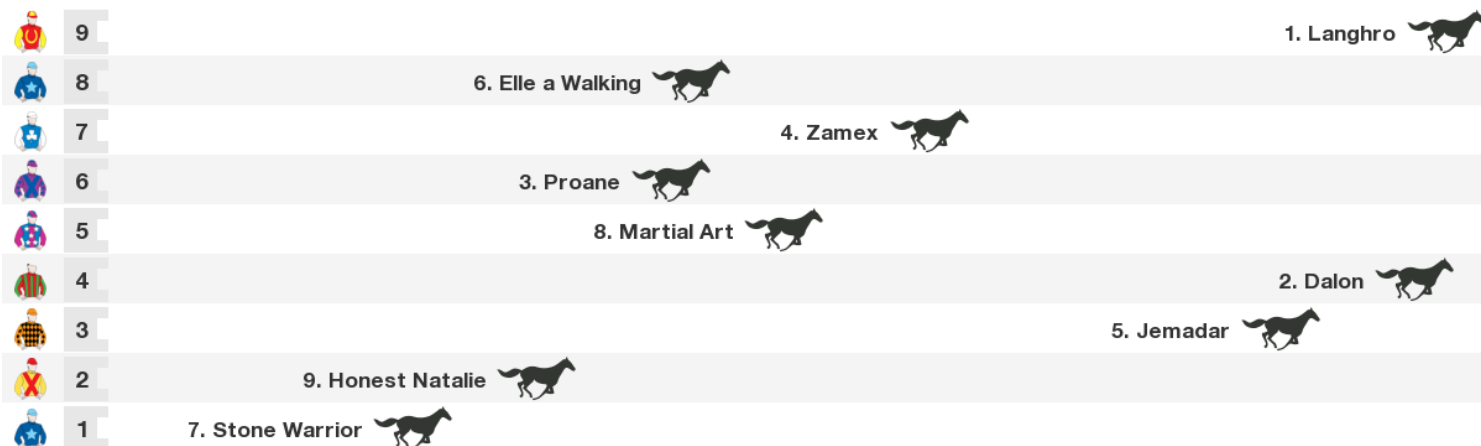 9 1. Langhro
8 6. Elle a Walking
7 4. Zamex
6 3. Proane
5 8. Martial Art
4 2. Dalon
3 5. Jemadar
2 9. Honest Natalie
1 7. Stone Warrior